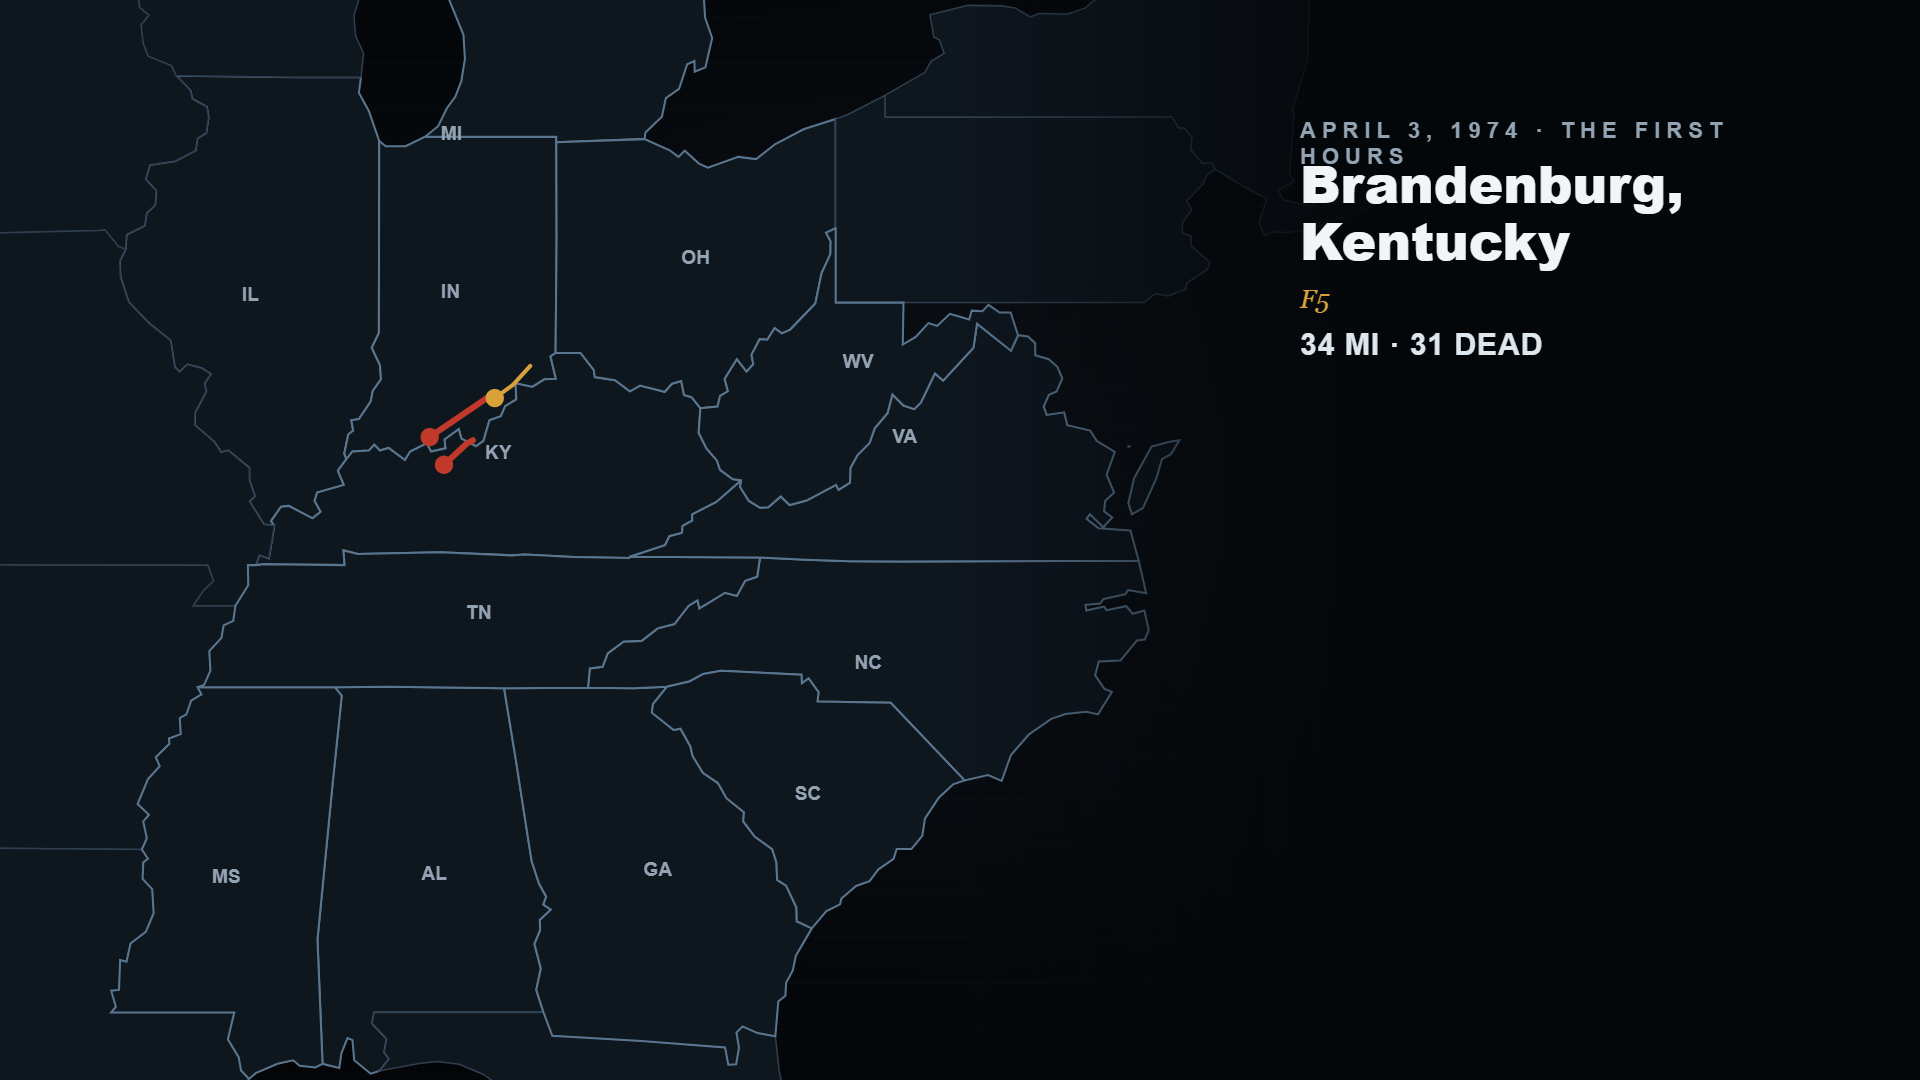 APRIL 3, 1974 · THE FIRST
HOURS
Brandenburg,
Kentucky
F5
34 MI · 31 DEAD
MI
OH
IL
IN
WV
VA
KY
TN
NC
SC
GA
AL
MS